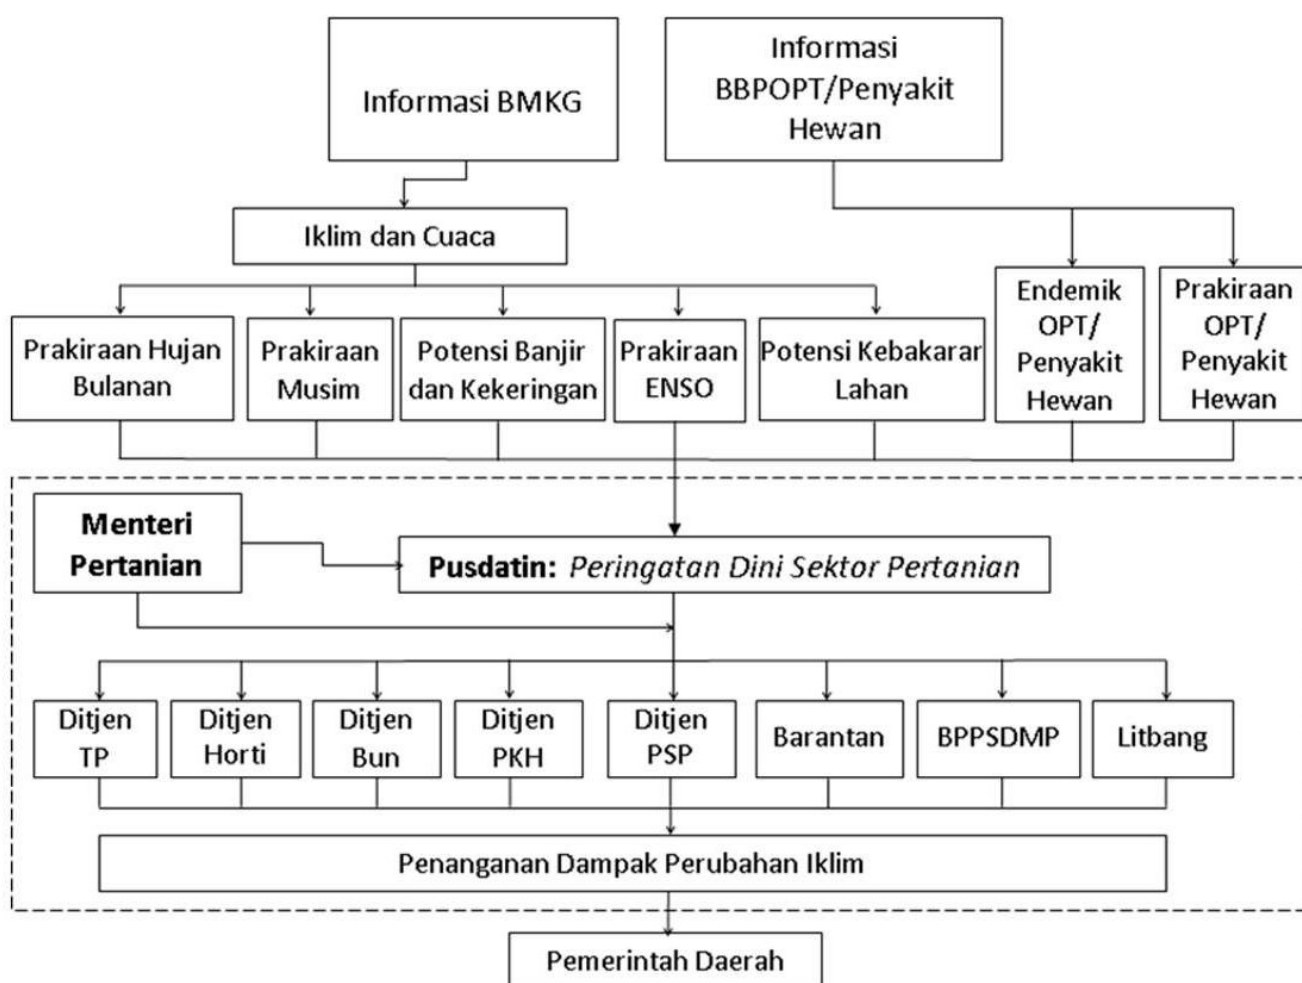 Informasi BMKG
Informasi
BBPOPT/Penyakit
Hewan
Iklim dan Cuaca
Prakiraan Hujan
Bulanan
Prakiraan
Musim
Potensi Banjir
dan Kekeringan
Prakiraan
ENSO
Potensi Kebakarar
Lahan
Endemik
OPT/
Penyakit
Hewan
Prakiraan
OPT/
Penyakit
Hewan
Menteri
Pertanian
Pusdatin: Peringatan Dini Sektor Pertanian
Ditjen
TP
Ditjen
Horti
Ditjen
Bun
Ditjen
PKH
Ditjen
PSP
Barantan
BPPSDMP
Litbang
Penanganan Dampak Perubahan Iklim
Pemerintah Daerah